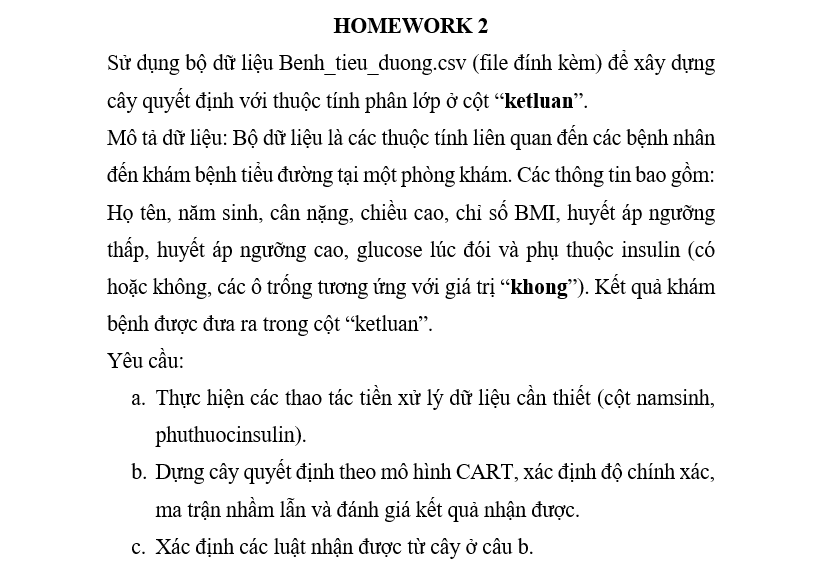 HOMEWORK 2
Sử dụng bộ dữ liệu Benh_tieu_duong.csv (file đính kèm) để xây dựng
cây quyết định với thuộc tính phân lớp ở cột “ketluan”.
Mô tả dữ liệu: Bộ dữ liệu là các thuộc tính liên quan đến các bệnh nhân
đến khám bệnh tiểu đường tại một phòng khám. Các thông tin bao gồm:
Họ tên, năm sinh, cân nặng, chiều cao, chỉ số BMI, huyết áp ngưỡng
thấp, huyết áp ngưỡng cao, glucose lúc đói và phụ thuộc insulin (có
hoặc không, các ô trống tương ứng với giá trị “khong”). Kết quả khám
bệnh được đưa ra trong cột “ketluan”.
Yêu cầu:
a. Thực hiện các thao tác tiền xử lý dữ liệu cần thiết (cột namsinh,
phuthuocinsulin).
b. Dựng cây quyết định theo mô hình CART, xác định độ chính xác,
ma trận nhầm lẫn và đánh giá kết quả nhận được.
c. Xác định các luật nhận được từ cây ở câu b.